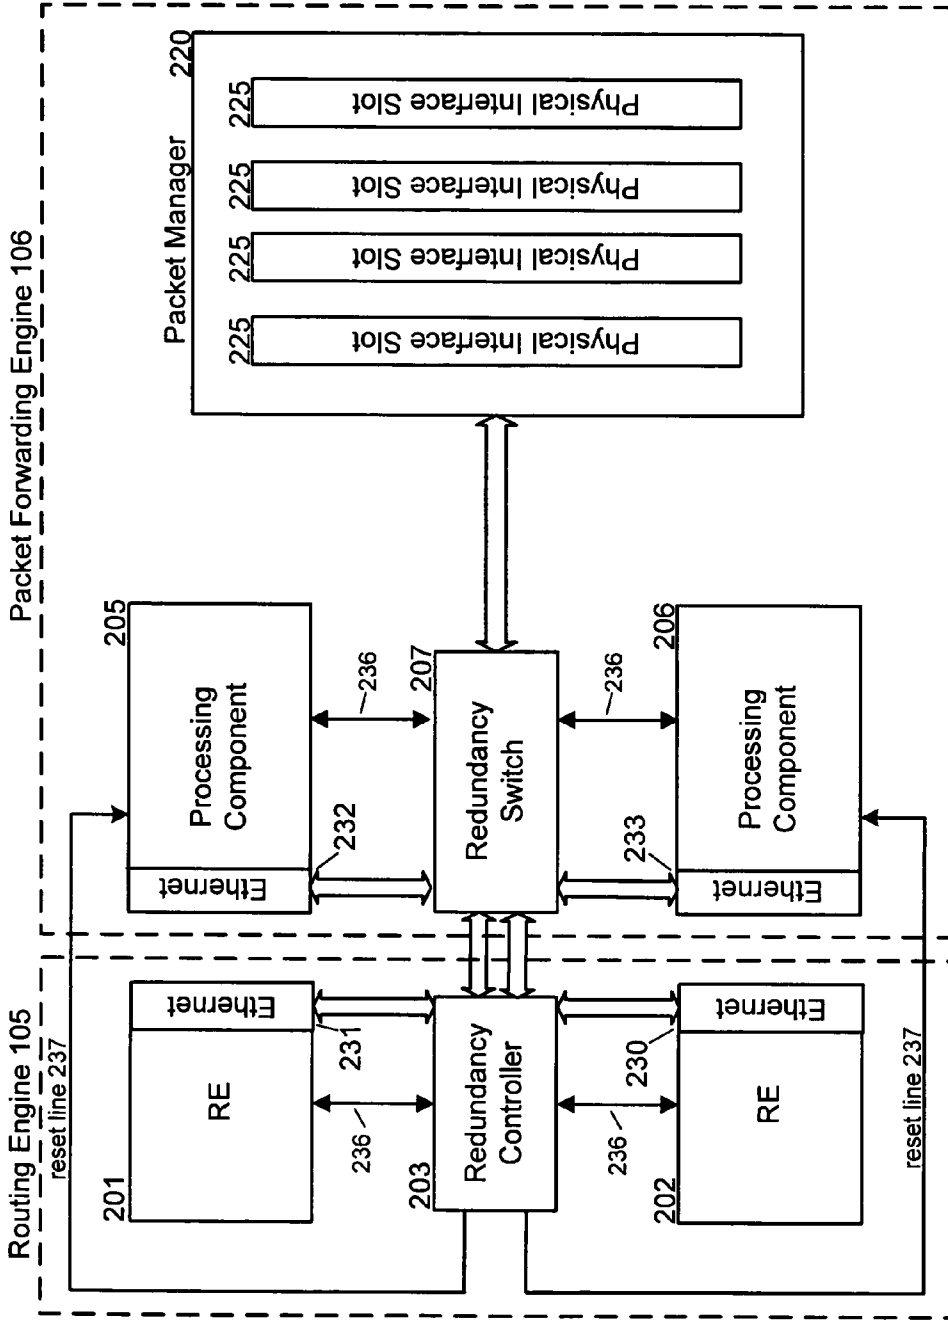 Routing Engine 105
Packet Forwarding Engine 106
reset line 237
201
RE
Ethernet
231
236
203
Redundancy
Controller
236
230
202
RE
Ethernet
reset line 237
205
Processing
Component
Ethernet
232
236
207
Redundancy
Switch
236
233
206
Processing
Component
Ethernet
Packet Manager
220
225
Physical Interface Slot
225
Physical Interface Slot
225
Physical Interface Slot
225
Physical Interface Slot